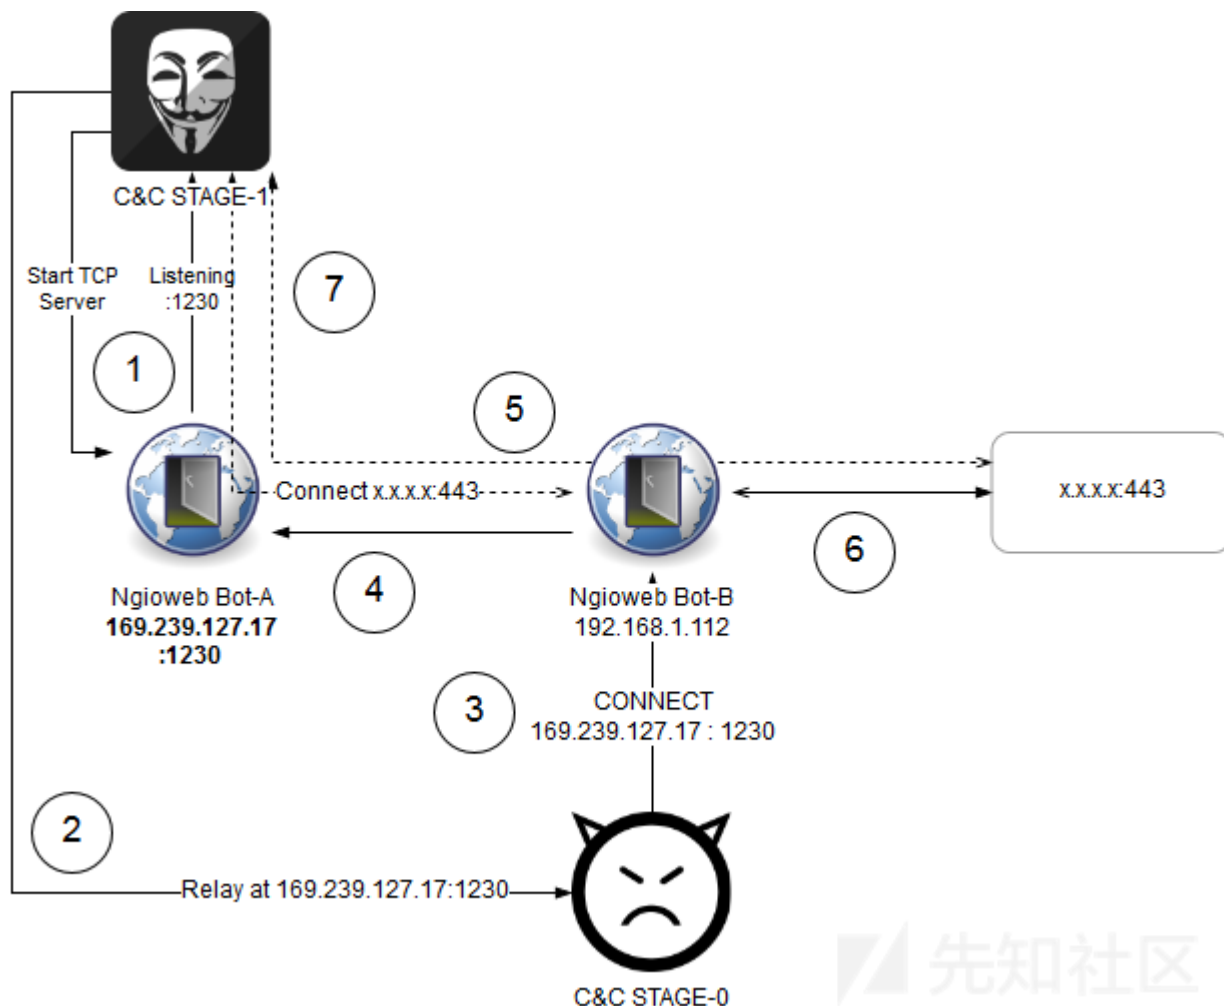 C&C STAGE-1
Start TCP
Server
Listening
:1230
7
1
5
Connect x.x.x.x:443
x.x.x.x:443
6
4
Ngioweb Bot-A
169.239.127.17
:1230
Ngioweb Bot-B
192.168.1.112
3
CONNECT
169.239.127.17 : 1230
2
Relay at 169.239.127.17:1230
C&C STAGE-0
先知社区